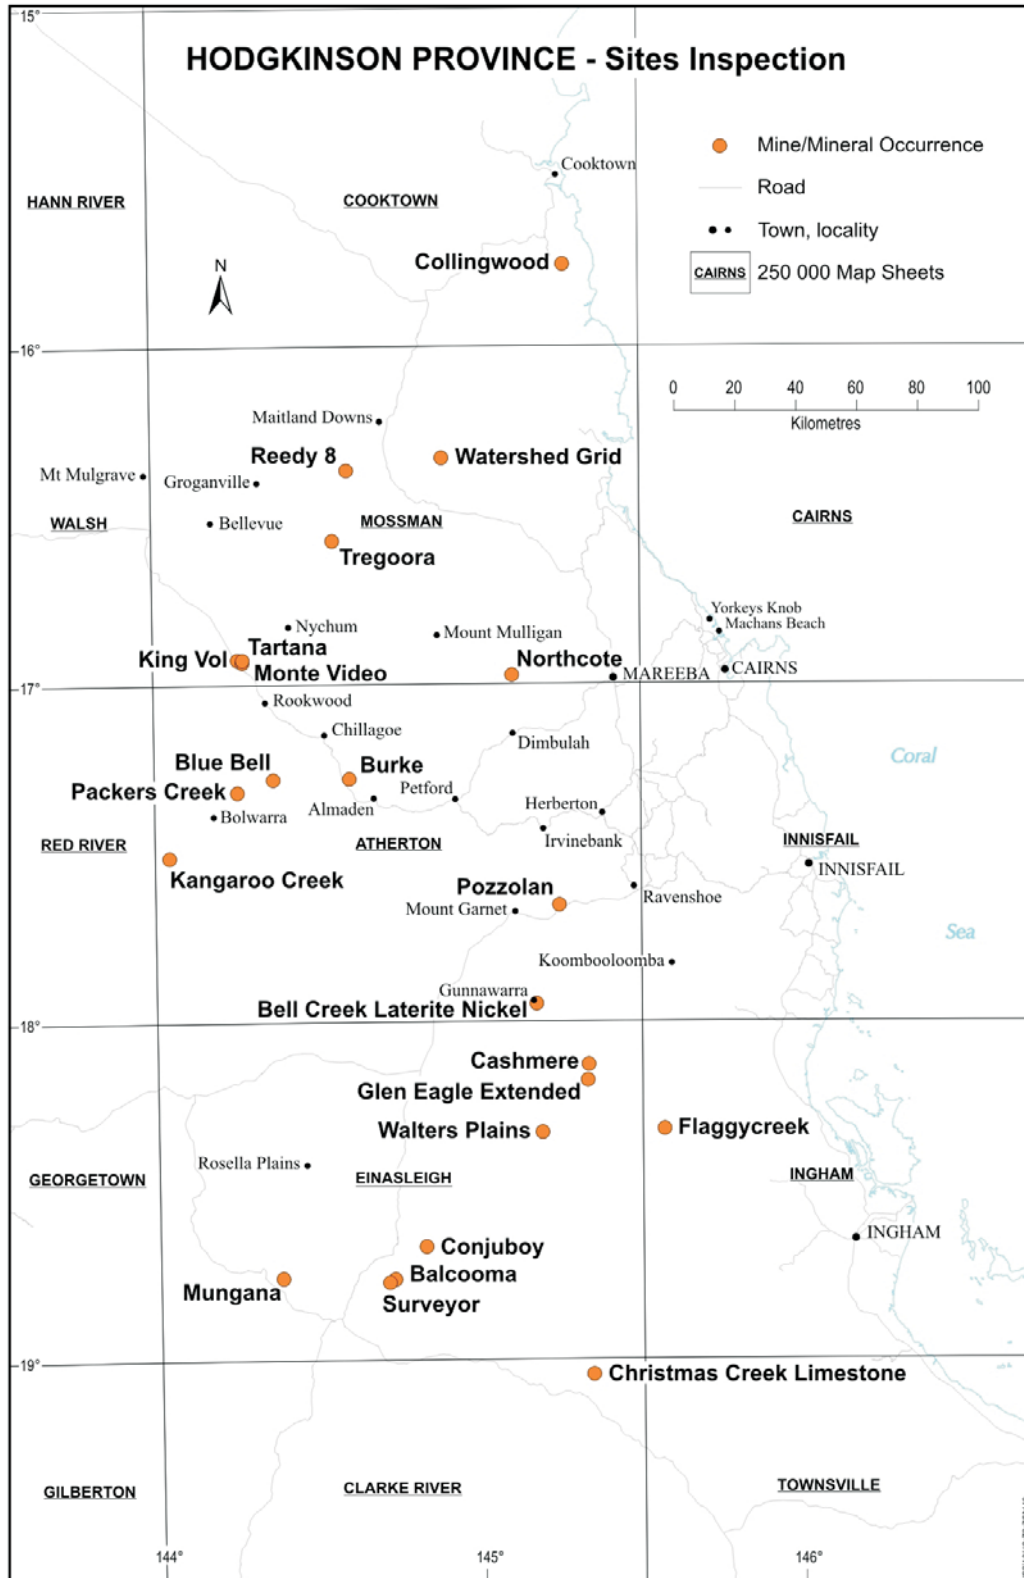 15°
HODGKINSON PROVINCE - Sites Inspection
Mine/Mineral Occurrence
Cooktown
Road
HANN RIVER
COOKTOWN
Town, locality
N
Collingwood
CAIRNS
250 000 Map Sheets
16°
0 20 40 60 80 100
Kilometres
Maitland Downs
Reedy 8
Watershed Grid
Mt Mulgrave
Groganville
WALSH
Bellevue
MOSSMAN
CAIRNS
Tregoora
Yorkeys Knob
Machans Beach
Nychum
Mount Mulligan
King Vol
Tartana
Monte Video
Northcote
MAREEBA
CAIRNS
17°
Rookwood
Chillagoe
Dimbulah
Coral
Blue Bell
Burke
Packers Creek
Petford
Almaden
Herberton
Bolwarra
Irvinebank
RED RIVER
ATHERTON
INNISFAIL
INNISFAIL
Kangaroo Creek
Pozzolan
Mount Garnet
Ravenshoe
Sea
Koombooloomba
Gunnawarra
Bell Creek Laterite Nickel
18°
Cashmere
Glen Eagle Extended
Walters Plains
Flaggycreek
Rosella Plains
GEORGETOWN
EINASLEIGH
INGHAM
INGHAM
Conjuboy
Balcooma
Mungana
Surveyor
19°
Christmas Creek Limestone
GILBERTON
CLARKE RIVER
TOWNSVILLE
144° 145° 146°